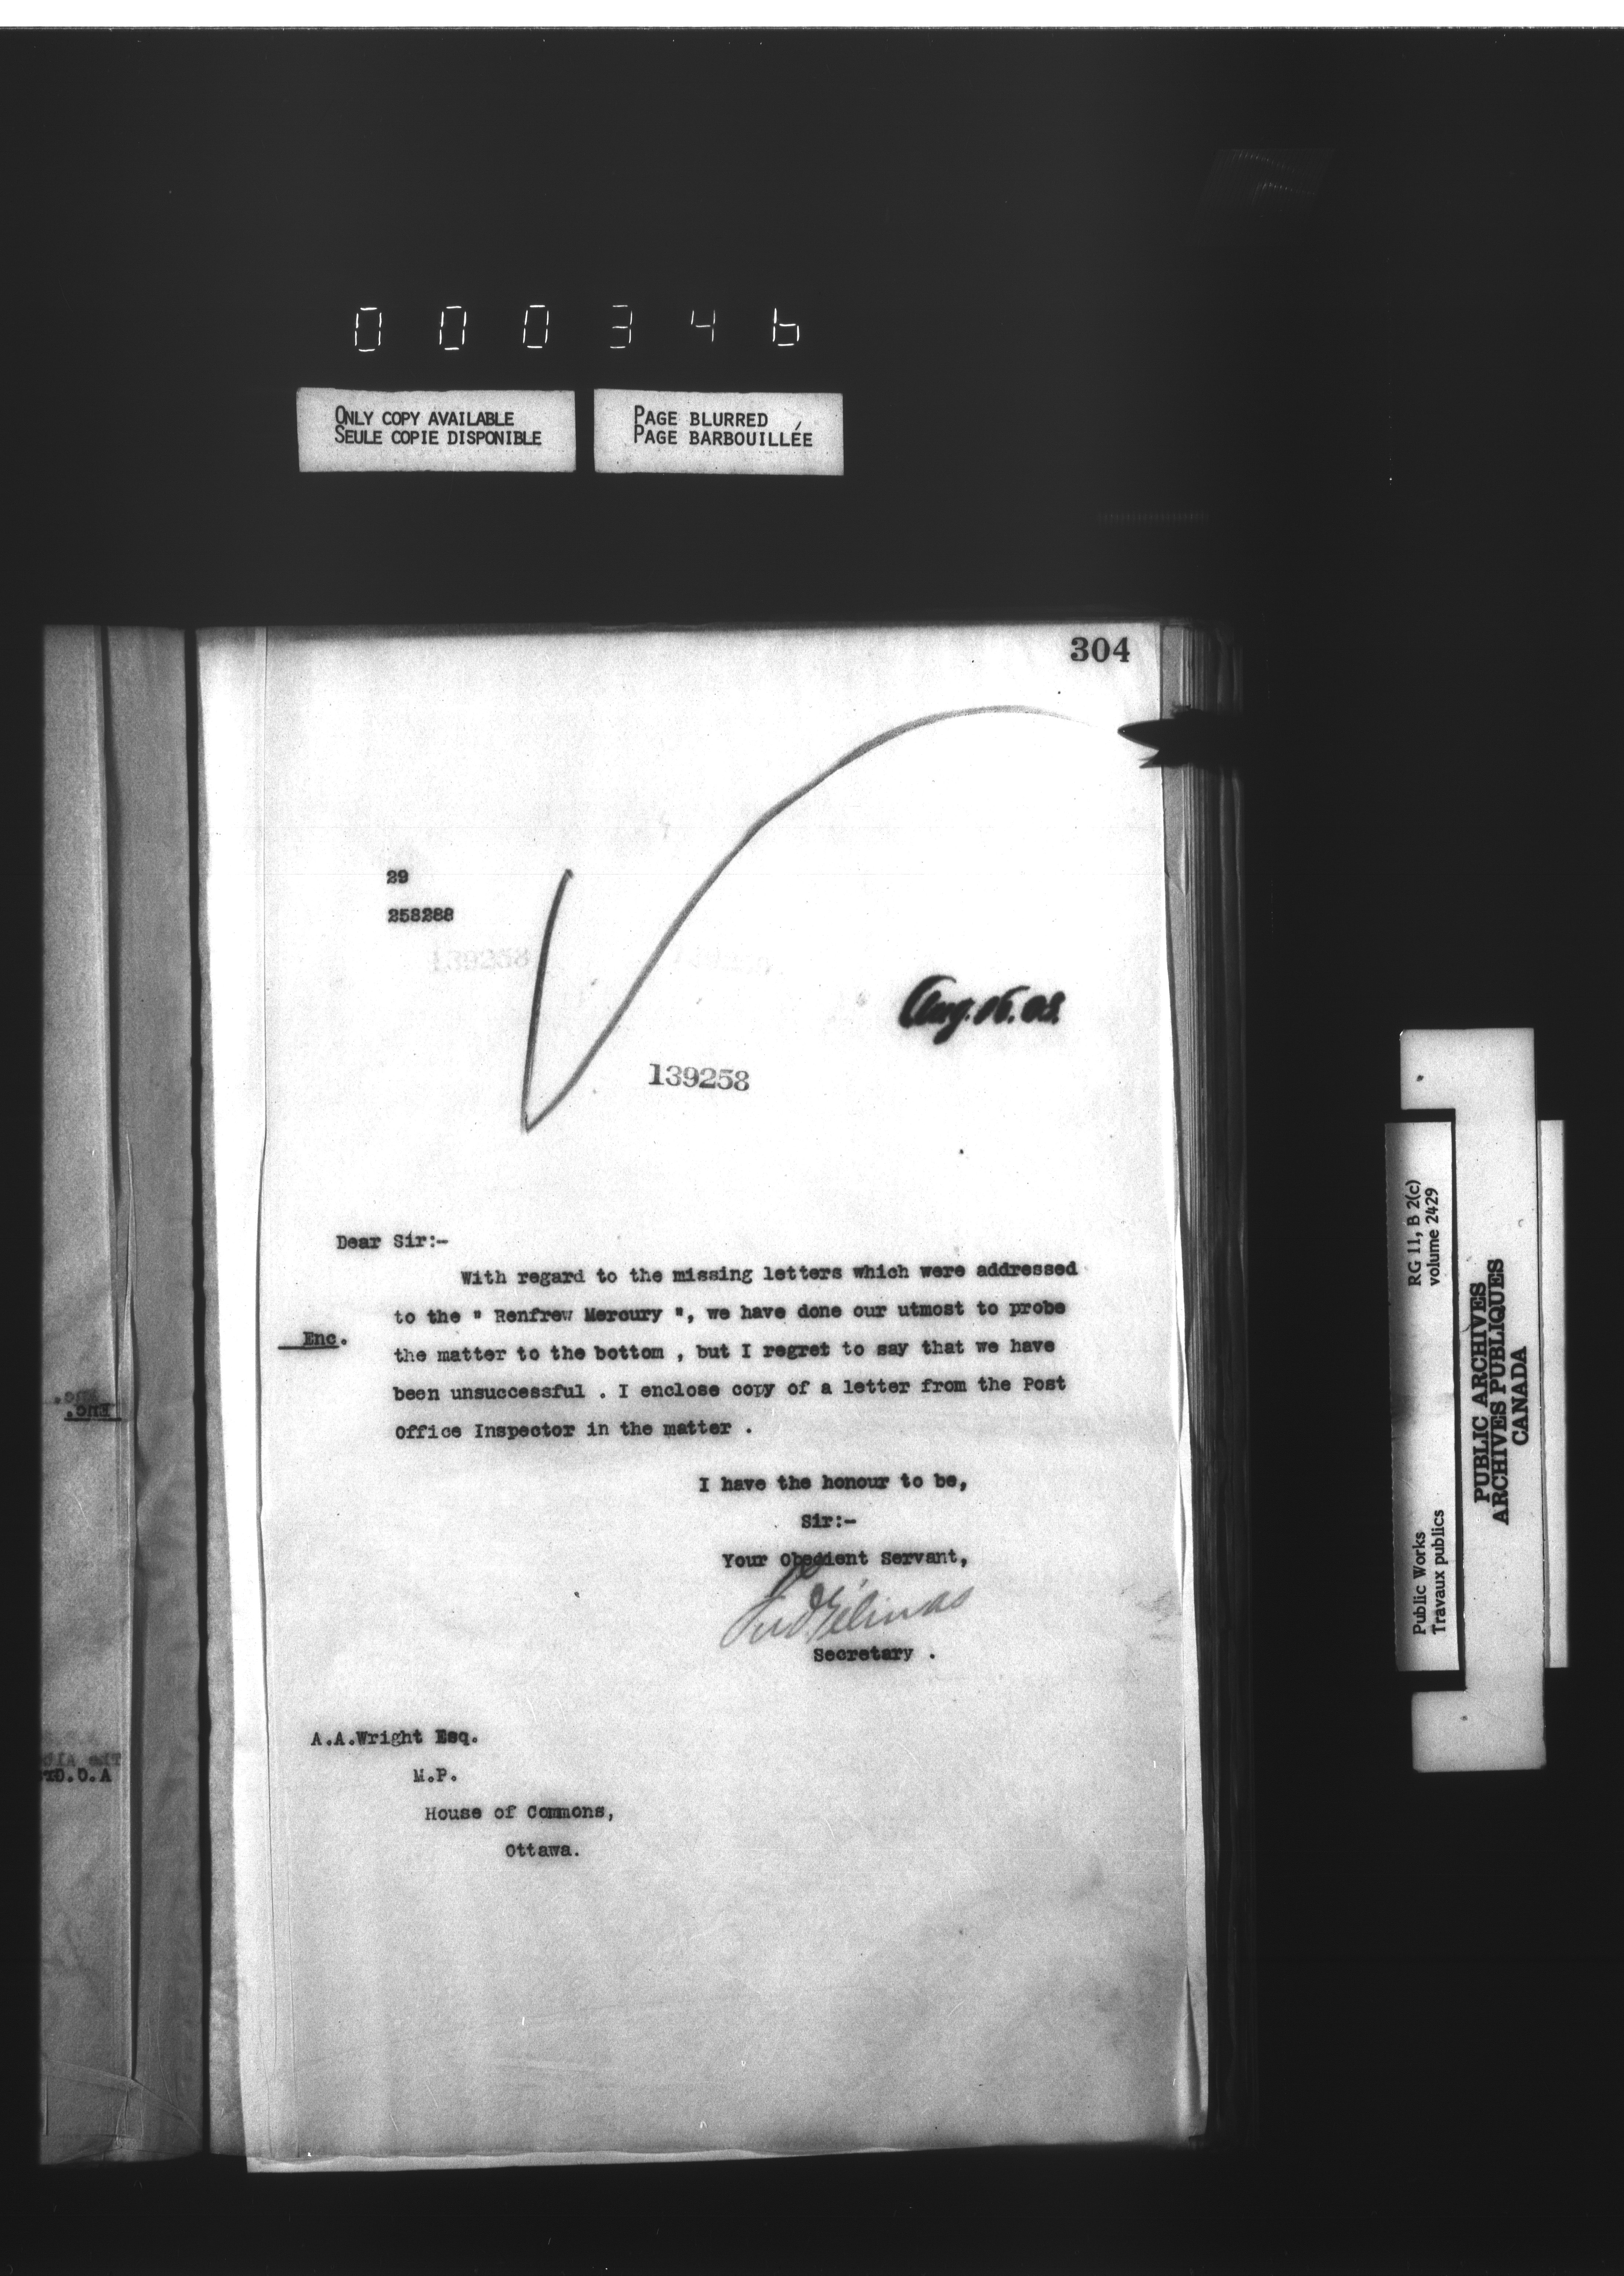 000346
ONLY COPY AVAILABLE
SEULE COPIE DISPONIBLE
PAGE BLURRED
PAGE BARBOUILLÉE
304
29
258288
139258
Aug.
139258
Dear Sir:-
With regard to the missing letters which were addressed
to the " Renfrew Mercury ", we have done our utmost to probe
Enc.
the matter to the bottom , but I regret to say that we have
been unsuccessful . I enclose copy of a letter from the Post
Office Inspector in the matter .
I have the honour to be,
Sir:-
Your Obedient Servant,
Fred Gélinas
Secretary .
A.A.Wright Esq.
M.P.
House of Commons,
Ottawa.
RG 11, B 2(c)
volume 2429
Public Works
Travaux publics
PUBLIC ARCHIVES
ARCHIVES PUBLIQUES
CANADA